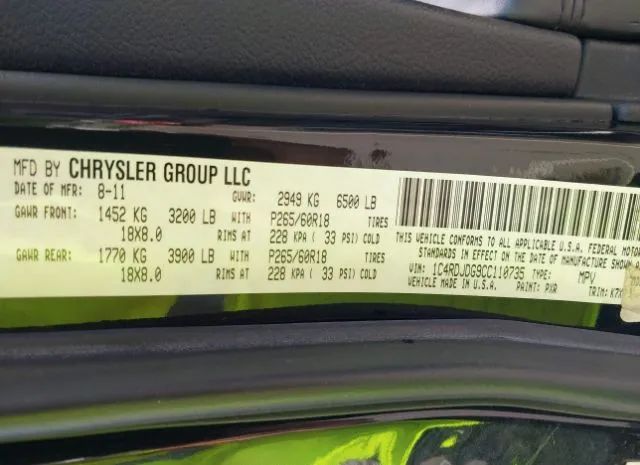 MFD BY CHRYSLER GROUP LLC
DATE OF MFR: 8-11 GVWR: 2949 KG 6500 LB
GAWR FRONT: 1452 KG 3200 LB WITH P265/60R18 TIRES
18X8.0 RIMS AT 228 KPA ( 33 PSI) COLD
GAWR REAR: 1770 KG 3900 LB WITH P265/60R18 TIRES
18X8.0 RIMS AT 228 KPA ( 33 PSI) COLD
THIS VEHICLE CONFORMS TO ALL APPLICABLE U.S.A. FEDERAL MOTOR
STANDARDS IN EFFECT ON THE DATE OF MANUFACTURE SHOWN
VIN: 1C4RDJDG9CC110735 TYPE: MPV
VEHICLE MADE IN U.S.A. PAINT: PXR TRIM: